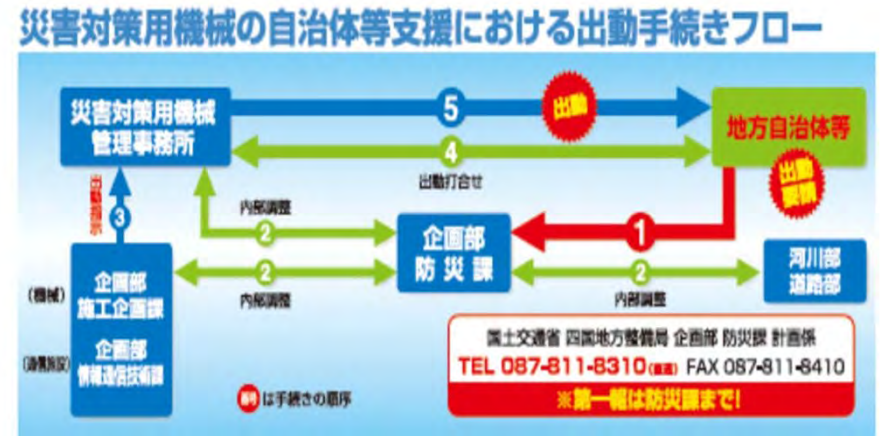 災害対策用機械の自治体等支援における出動手続きフロー
災害対策用機械
管理事務所
5
出動
地方自治体等
4
出動打合せ
出動
要請
出動指示
3
内部調整
2
企画部
防災課
1
2
内部調整
2
内部調整
河川部
道路部
(機械)
企画部
施工企画課
(通信施設)
企画部
情報通信技術課
番号は手続きの順序
国土交通省 四国地方整備局 企画部 防災課 計画係
TEL 087-811-8310(直通) FAX 087-811-8410
※第一報は防災課まで!